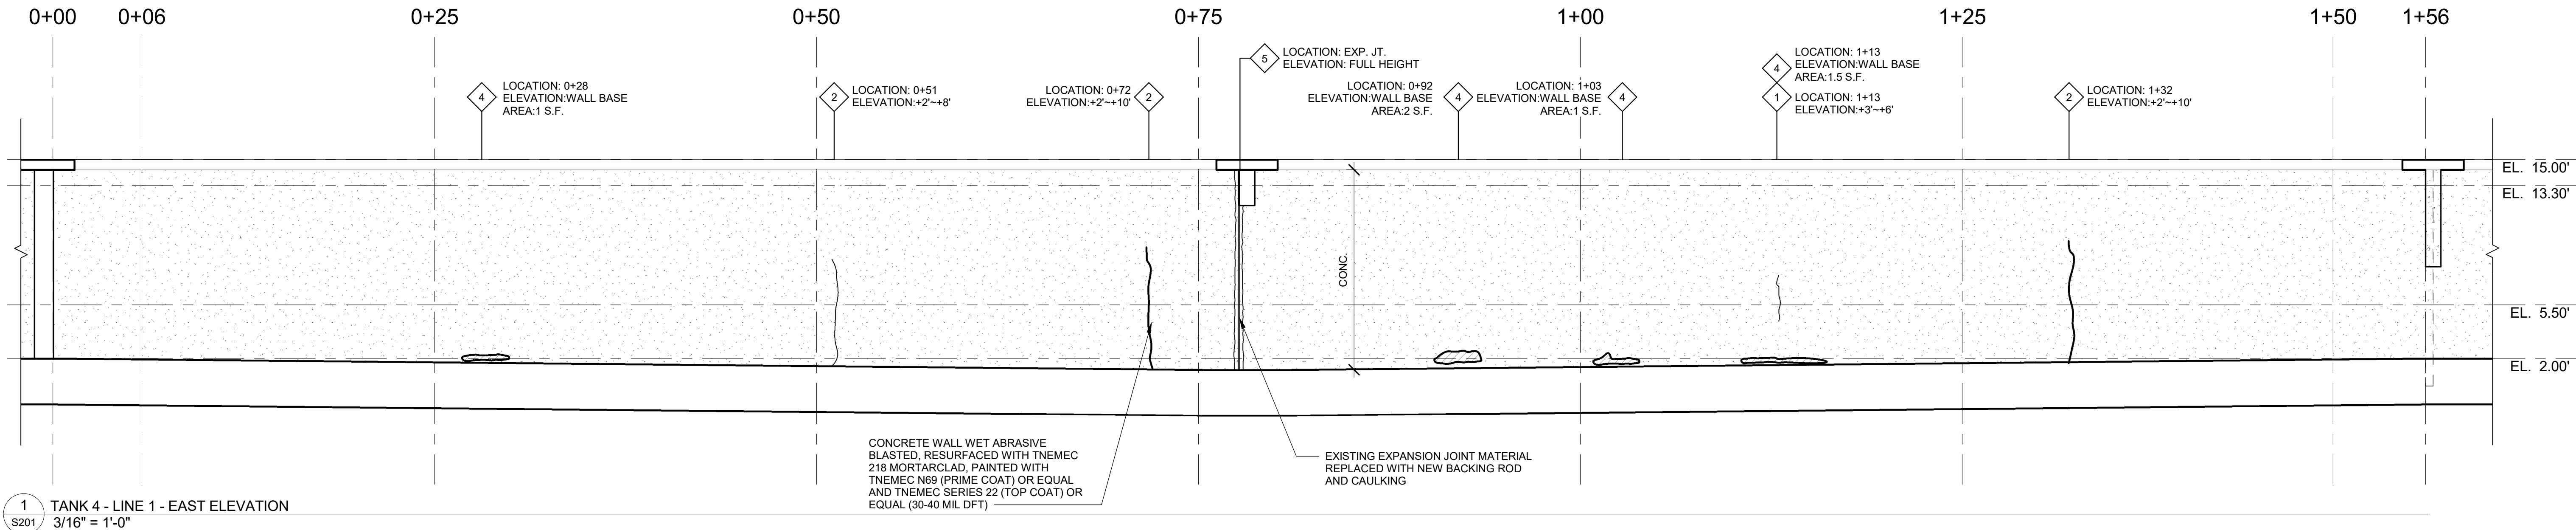 0+00 0+06 0+25 0+50 0+75 1+00 1+25 1+50 1+56
4
LOCATION: 0+28
ELEVATION:WALL BASE
AREA:1 S.F.
2
LOCATION: 0+51
ELEVATION:+2'~+8'
LOCATION: 0+72
ELEVATION:+2'~+10'
2
5
LOCATION: EXP. JT.
ELEVATION: FULL HEIGHT
LOCATION: 0+92
ELEVATION:WALL BASE
AREA:2 S.F.
4
LOCATION: 1+03
ELEVATION:WALL BASE
AREA:1 S.F.
4
4
LOCATION: 1+13
ELEVATION:WALL BASE
AREA:1.5 S.F.
1
LOCATION: 1+13
ELEVATION:+3'~+6'
2
LOCATION: 1+32
ELEVATION:+2'~+10'
EL. 15.00'
EL. 13.30'
CONC.
EL. 5.50'
EL. 2.00'
CONCRETE WALL WET ABRASIVE
BLASTED, RESURFACED WITH TNEMEC
218 MORTARCLAD, PAINTED WITH
TNEMEC N69 (PRIME COAT) OR EQUAL
AND TNEMEC SERIES 22 (TOP COAT) OR
EQUAL (30-40 MIL DFT)
EXISTING EXPANSION JOINT MATERIAL
REPLACED WITH NEW BACKING ROD
AND CAULKING
1
S201
TANK 4 - LINE 1 - EAST ELEVATION
3/16" = 1'-0"